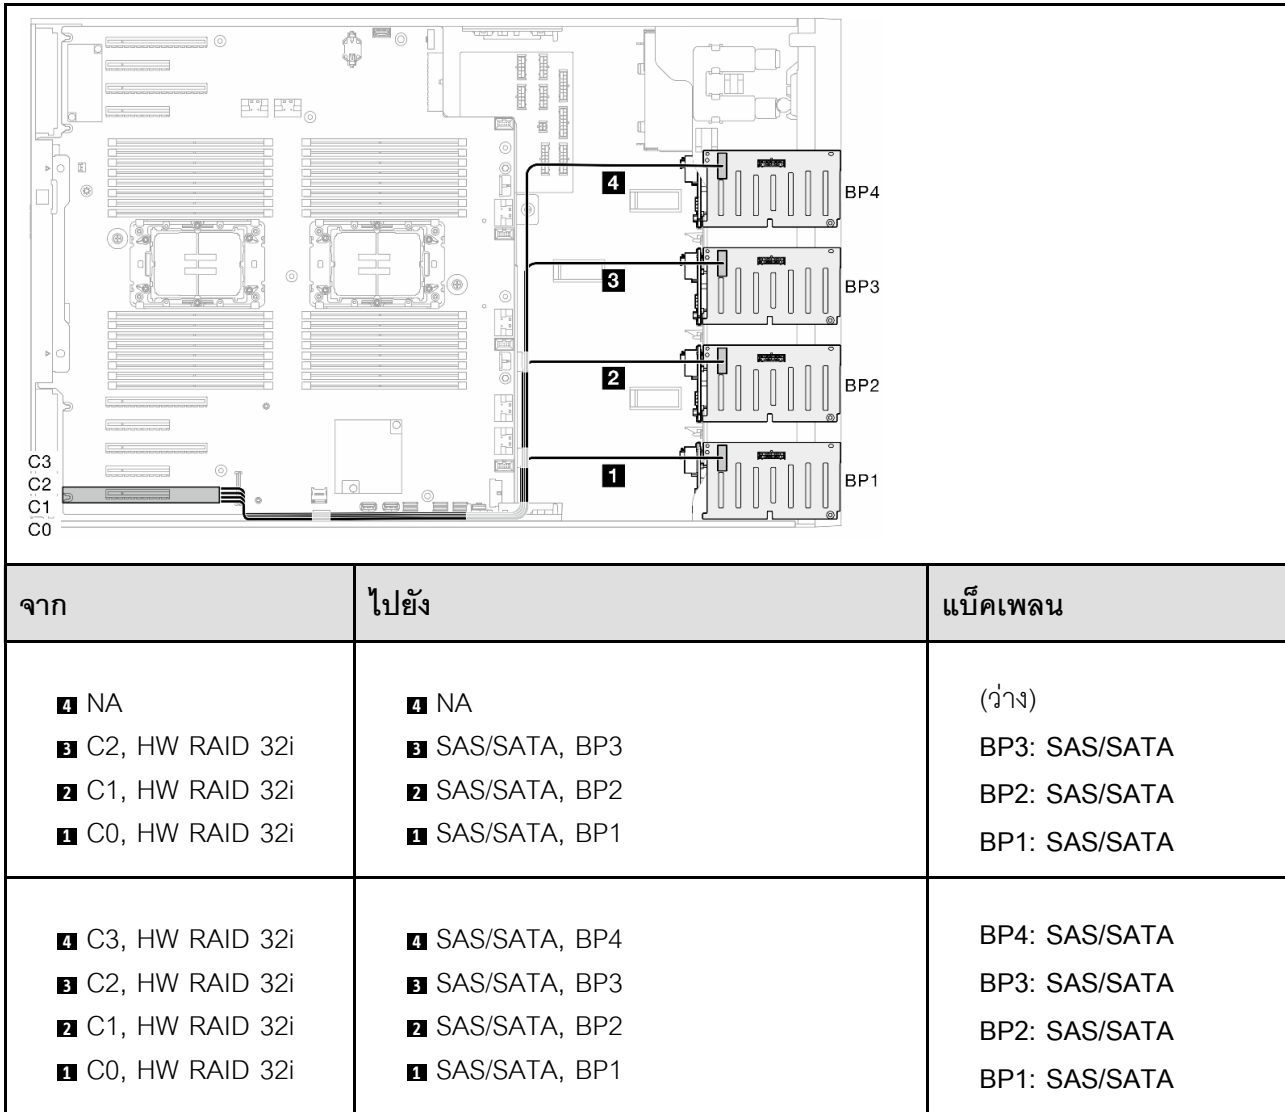 4
BP4
3
BP3
2
BP2
1
BP1
C3
C2
C1
C0
จาก
ไปยัง
แบ็คเพลน
4 NA
3 C2, HW RAID 32i
2 C1, HW RAID 32i
1 C0, HW RAID 32i
4 NA
3 SAS/SATA, BP3
2 SAS/SATA, BP2
1 SAS/SATA, BP1
(ว่าง)
BP3: SAS/SATA
BP2: SAS/SATA
BP1: SAS/SATA
4 C3, HW RAID 32i
3 C2, HW RAID 32i
2 C1, HW RAID 32i
1 C0, HW RAID 32i
4 SAS/SATA, BP4
3 SAS/SATA, BP3
2 SAS/SATA, BP2
1 SAS/SATA, BP1
BP4: SAS/SATA
BP3: SAS/SATA
BP2: SAS/SATA
BP1: SAS/SATA